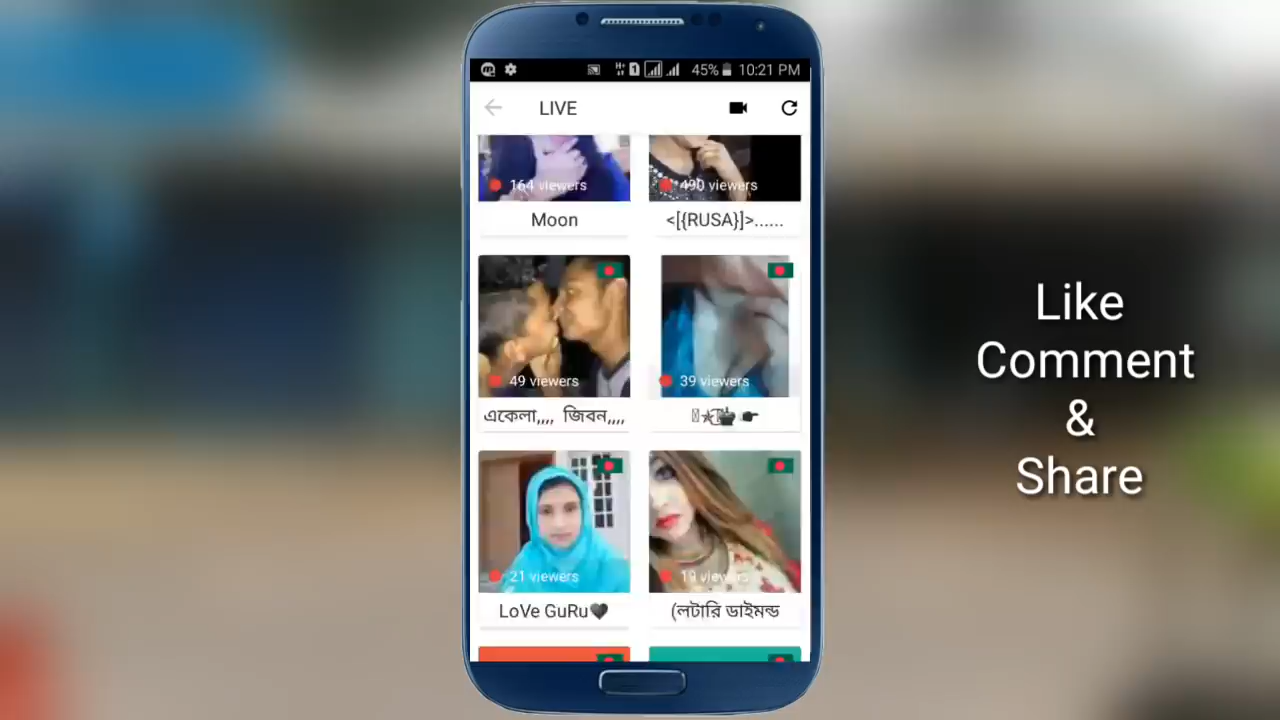 45% 10:21 PM
LIVE
164 viewers
490 viewers
Moon
<[{RUSA}]>......
49 viewers
39 viewers
একেলা,,,, জিবন,,,,
21 viewers
19 viewers
LoVe GuRu🖤
(লটারি ডাইমন্ড
Like
Comment
&
Share